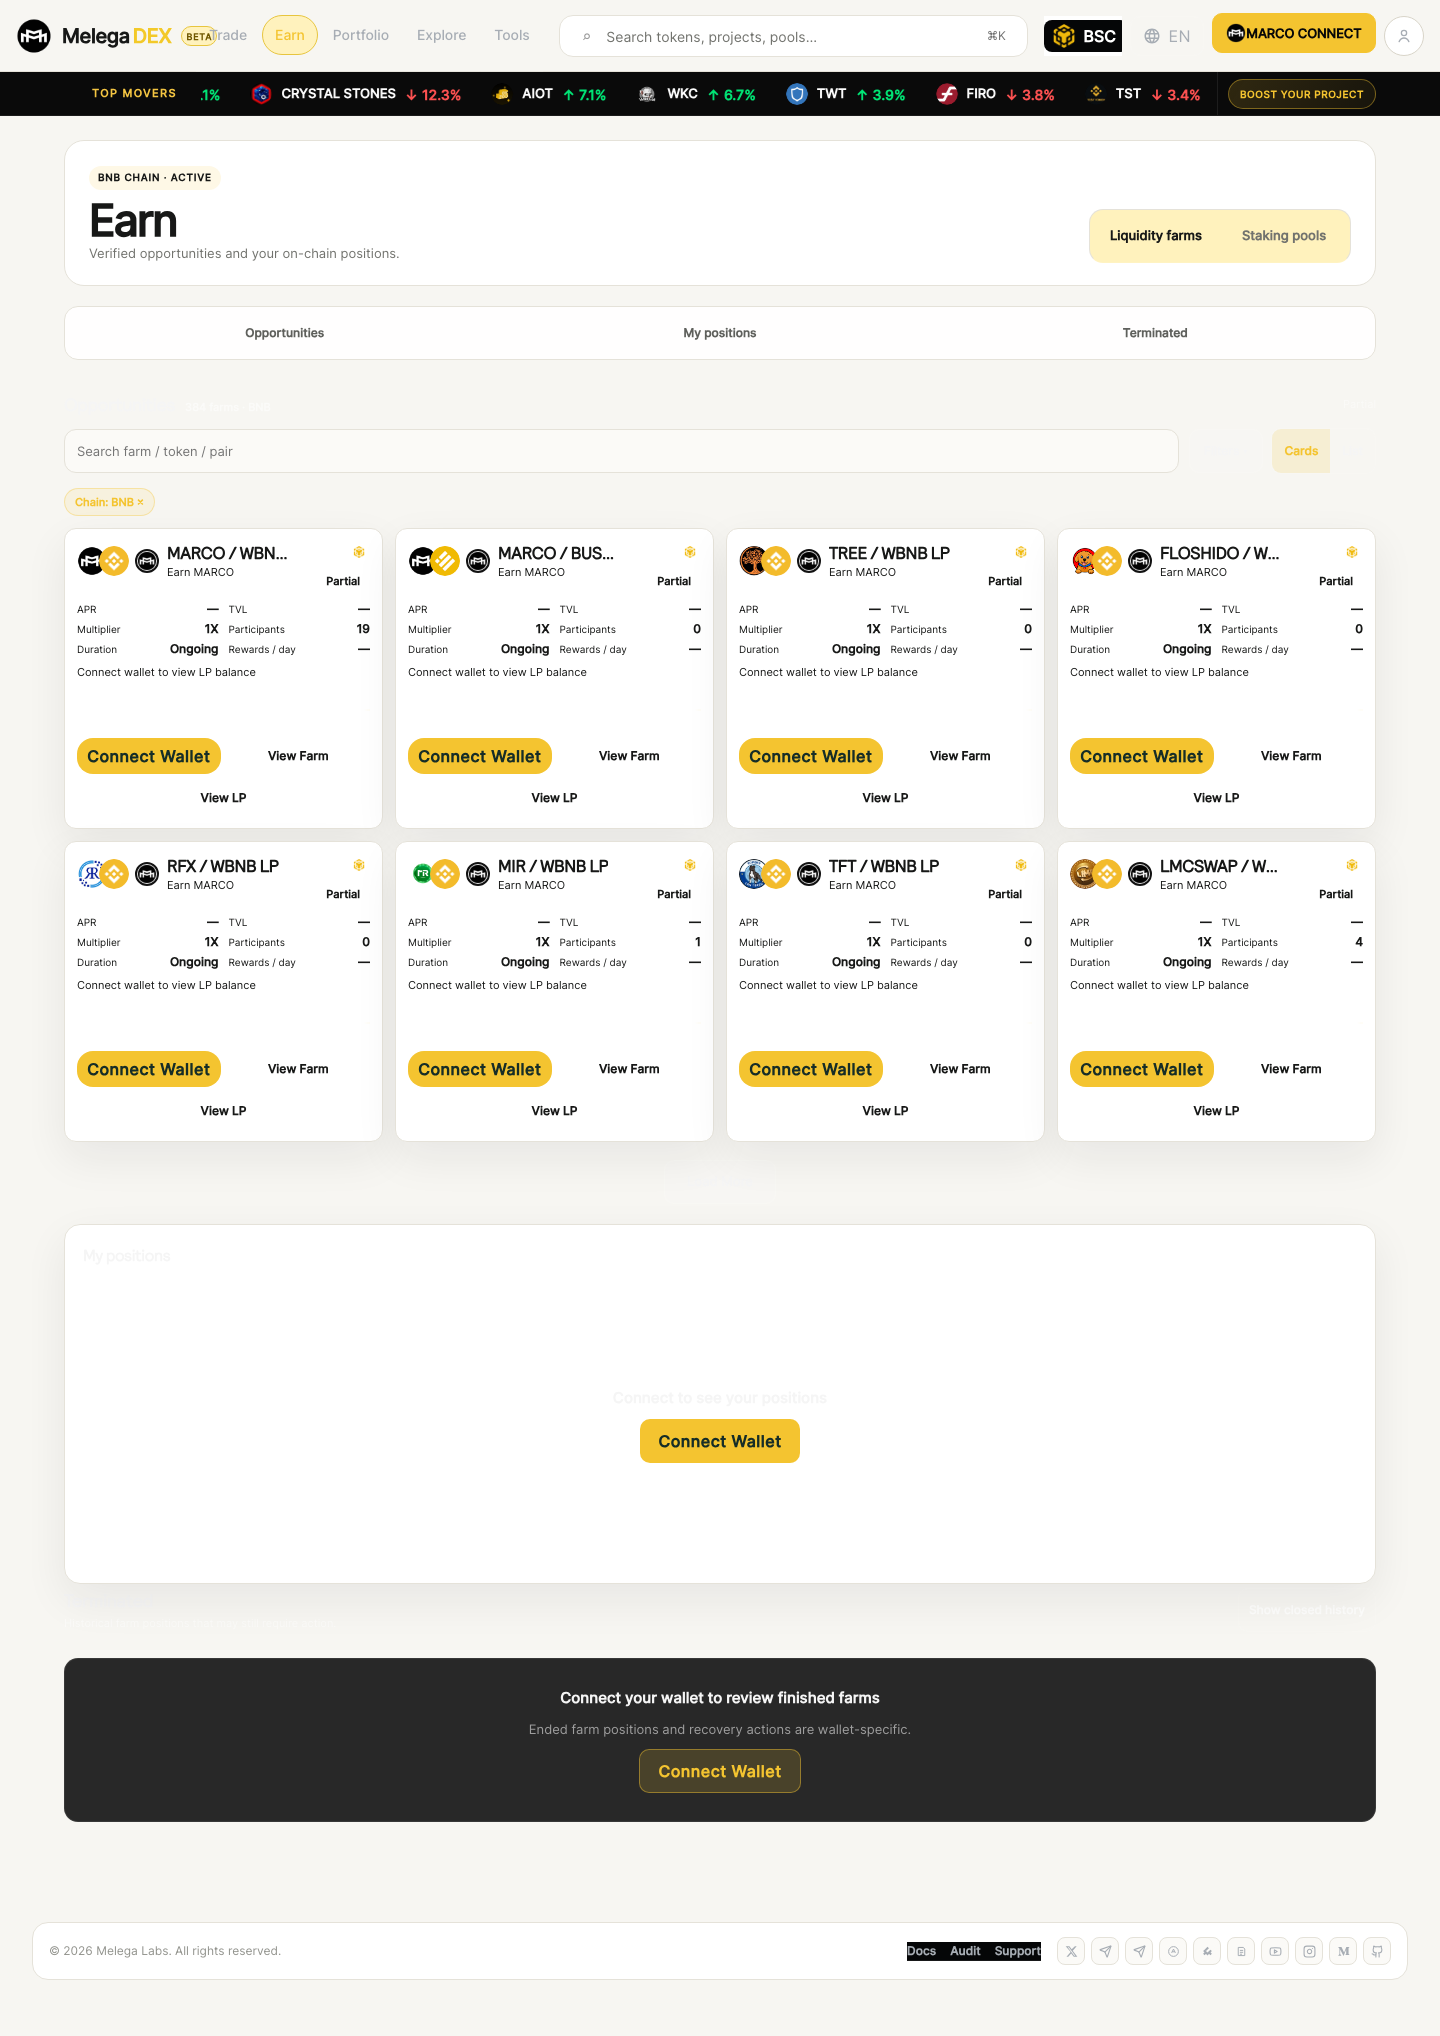 Melega DEX BETA
Trade
Earn
Portfolio
Explore
Tools
Search tokens, projects, pools...
⌘K
BSC
EN
MARCO CONNECT
TOP MOVERS
.1%
CRYSTAL STONES ↓ 12.3%
AIOT ↑ 7.1%
WKC ↑ 6.7%
TWT ↑ 3.9%
FIRO ↓ 3.8%
TST ↓ 3.4%
BOOST YOUR PROJECT
BNB CHAIN · ACTIVE
Earn
Verified opportunities and your on-chain positions.
Liquidity farms
Staking pools
Opportunities
My positions
Terminated
Search farm / token / pair
Cards
Chain: BNB ×
MARCO / WBN...
Earn MARCO
Partial
APR — TVL —
Multiplier 1X Participants 19
Duration Ongoing Rewards / day —
Connect wallet to view LP balance
Connect Wallet
View Farm
View LP
MARCO / BUS...
Earn MARCO
Partial
APR — TVL —
Multiplier 1X Participants 0
Duration Ongoing Rewards / day —
Connect wallet to view LP balance
Connect Wallet
View Farm
View LP
TREE / WBNB LP
Earn MARCO
Partial
APR — TVL —
Multiplier 1X Participants 0
Duration Ongoing Rewards / day —
Connect wallet to view LP balance
Connect Wallet
View Farm
View LP
FLOSHIDO / W...
Earn MARCO
Partial
APR — TVL —
Multiplier 1X Participants 0
Duration Ongoing Rewards / day —
Connect wallet to view LP balance
Connect Wallet
View Farm
View LP
RFX / WBNB LP
Earn MARCO
Partial
APR — TVL —
Multiplier 1X Participants 0
Duration Ongoing Rewards / day —
Connect wallet to view LP balance
Connect Wallet
View Farm
View LP
MIR / WBNB LP
Earn MARCO
Partial
APR — TVL —
Multiplier 1X Participants 1
Duration Ongoing Rewards / day —
Connect wallet to view LP balance
Connect Wallet
View Farm
View LP
TFT / WBNB LP
Earn MARCO
Partial
APR — TVL —
Multiplier 1X Participants 0
Duration Ongoing Rewards / day —
Connect wallet to view LP balance
Connect Wallet
View Farm
View LP
LMCSWAP / W...
Earn MARCO
Partial
APR — TVL —
Multiplier 1X Participants 4
Duration Ongoing Rewards / day —
Connect wallet to view LP balance
Connect Wallet
View Farm
View LP
My positions
Connect to see your positions
Connect Wallet
Show closed history
Connect your wallet to review finished farms
Ended farm positions and recovery actions are wallet-specific.
Connect Wallet
© 2026 Melega Labs. All rights reserved.
Docs
Audit
Support